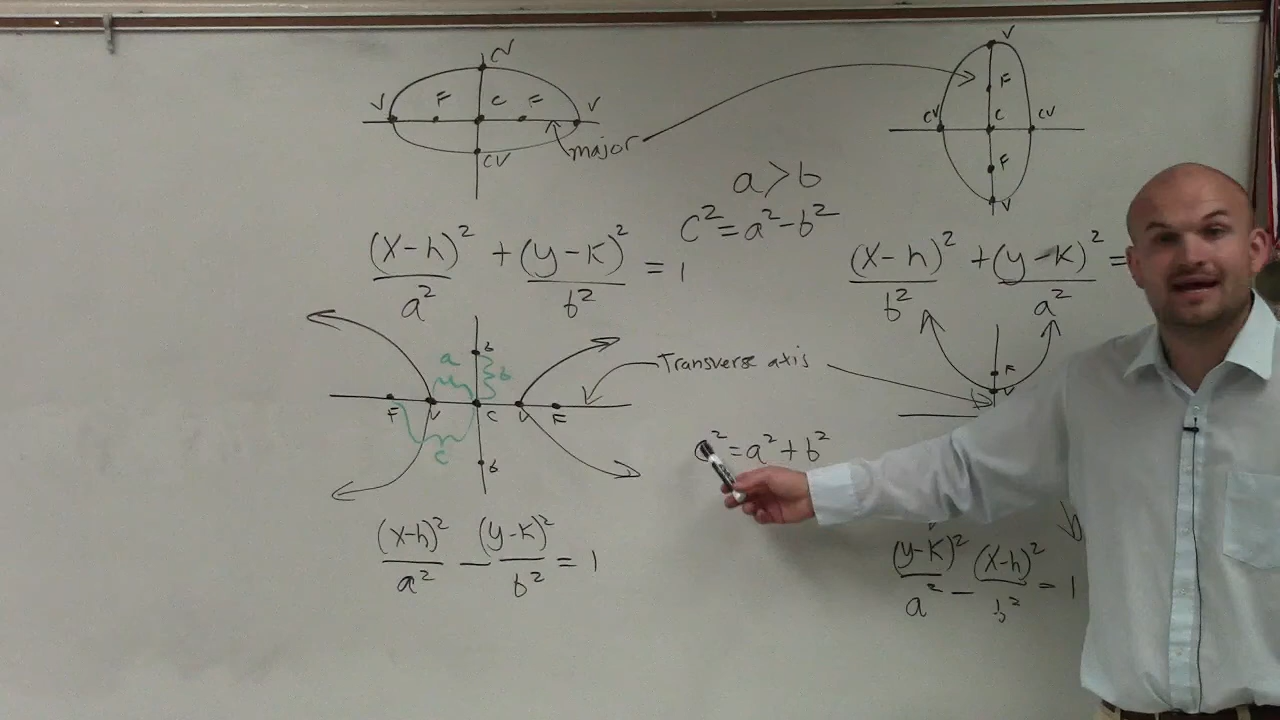 CV
V F C F V
CV
major
V
F
CV C CV
F
V
a > b
c² = a² - b²
(x-h)²/a² + (y-k)²/b² = 1
(x-h)²/b² + (y-k)²/a² =
b
a b
F V C V F
c
b
Transverse axis
F
V
c² = a² + b²
(x-h)²/a² - (y-k)²/b² = 1
(y-k)²/a² - (x-h)²/b² = 1